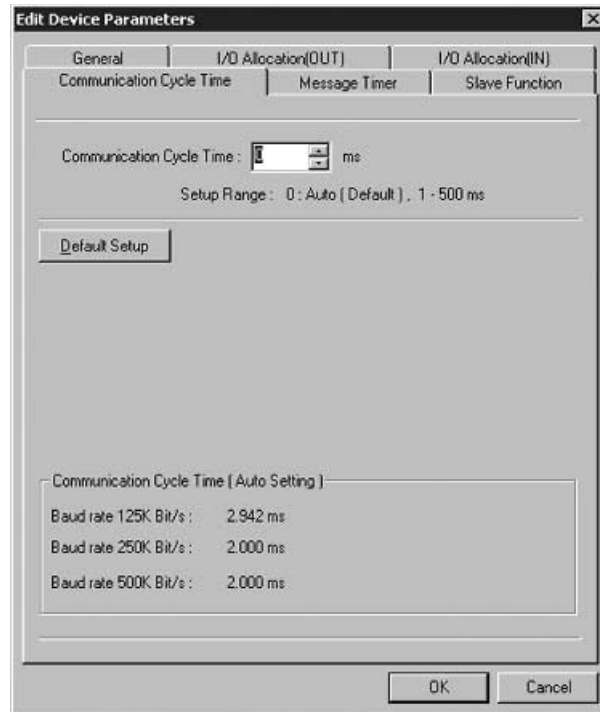 Edit Device Parameters
General I/O Allocation(OUT) I/O Allocation(IN)
Communication Cycle Time Message Timer Slave Function
Communication Cycle Time : 0 ms
Setup Range : 0 : Auto ( Default ) , 1 - 500 ms
Default Setup
Communication Cycle Time ( Auto Setting )
Baud rate 125K Bit/s : 2.942 ms
Baud rate 250K Bit/s : 2.000 ms
Baud rate 500K Bit/s : 2.000 ms
OK Cancel